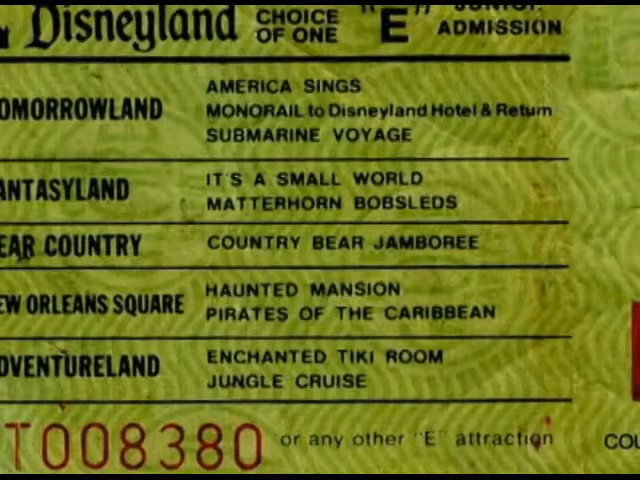 Disneyland CHOICE OF ONE "E" JUNIOR ADMISSION
OMORROWLAND
AMERICA SINGS
MONORAIL to Disneyland Hotel & Return
SUBMARINE VOYAGE
ANTASYLAND
IT'S A SMALL WORLD
MATTERHORN BOBSLEDS
EAR COUNTRY
COUNTRY BEAR JAMBOREE
EW ORLEANS SQUARE
HAUNTED MANSION
PIRATES OF THE CARIBBEAN
DVENTURELAND
ENCHANTED TIKI ROOM
JUNGLE CRUISE
T008380 or any other "E" attraction
COU